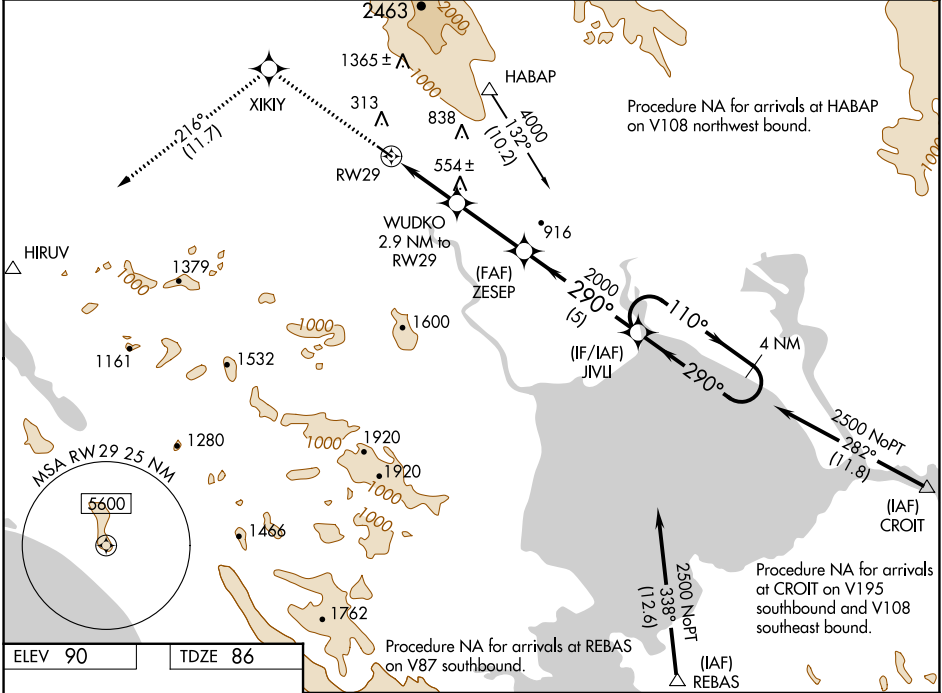 2463
2000
1365 ±
1000
HABAP
XIKIY
313
838
4000
132°
(10.2)
Procedure NA for arrivals at HABAP
on V108 northwest bound.
1000
216°
(11.7)
RW29
554 ±
WUDKO
2.9 NM to
RW29
916
HIRUV
(FAF)
ZESEP
1000
1379
2000
290°
(5)
110°
1000
1600
(IF/IAF)
JIVLI
4 NM
1161
1532
290°
2500 NoPT
282°
(11.8)
1280
1000
1920
1920
1000
MSA RW29 25 NM
5600
(IAF)
CROIT
1000
1466
2500 NoPT
338°
(12.6)
Procedure NA for arrivals
at CROIT on V195
southbound and V108
southeast bound.
1762
Procedure NA for arrivals at REBAS
on V87 southbound.
(IAF)
REBAS
ELEV 90
TDZE 86